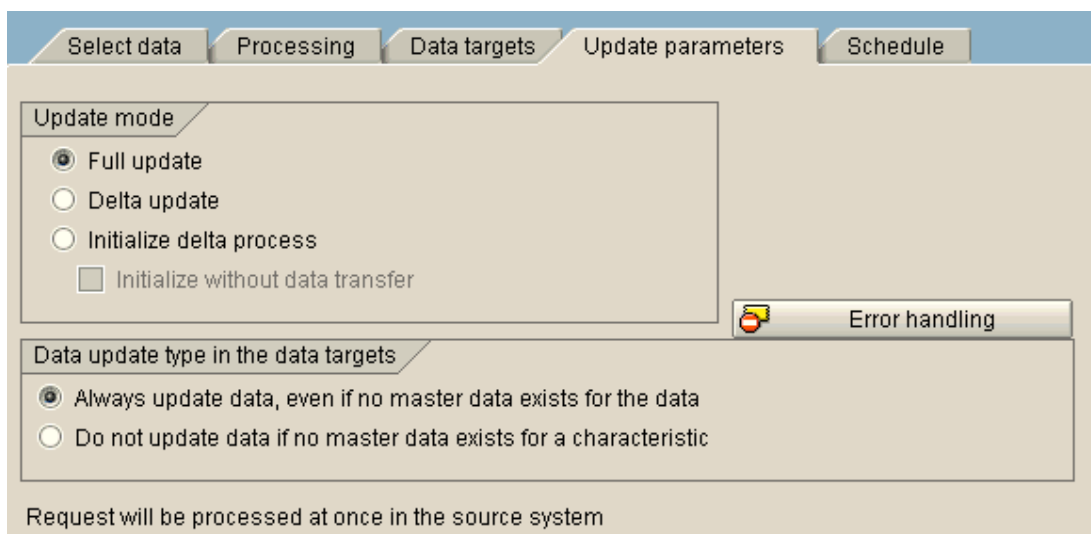 Select data Processing Data targets Update parameters Schedule
Update mode
Full update
Delta update
Initialize delta process
Initialize without data transfer
Error handling
Data update type in the data targets
Always update data, even if no master data exists for the data
Do not update data if no master data exists for a characteristic
Request will be processed at once in the source system